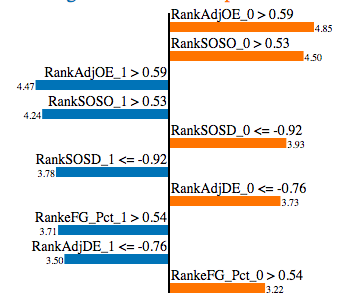 RankAdjOE_0 > 0.59
4.85
RankSOSO_0 > 0.53
4.50
RankAdjOE_1 > 0.59
4.47
RankSOSO_1 > 0.53
4.24
RankSOSD_0 <= -0.92
3.93
RankSOSD_1 <= -0.92
3.78
RankAdjDE_0 <= -0.76
3.73
RankeFG_Pct_1 > 0.54
3.71
RankAdjDE_1 <= -0.76
3.50
RankeFG_Pct_0 > 0.54
3.22